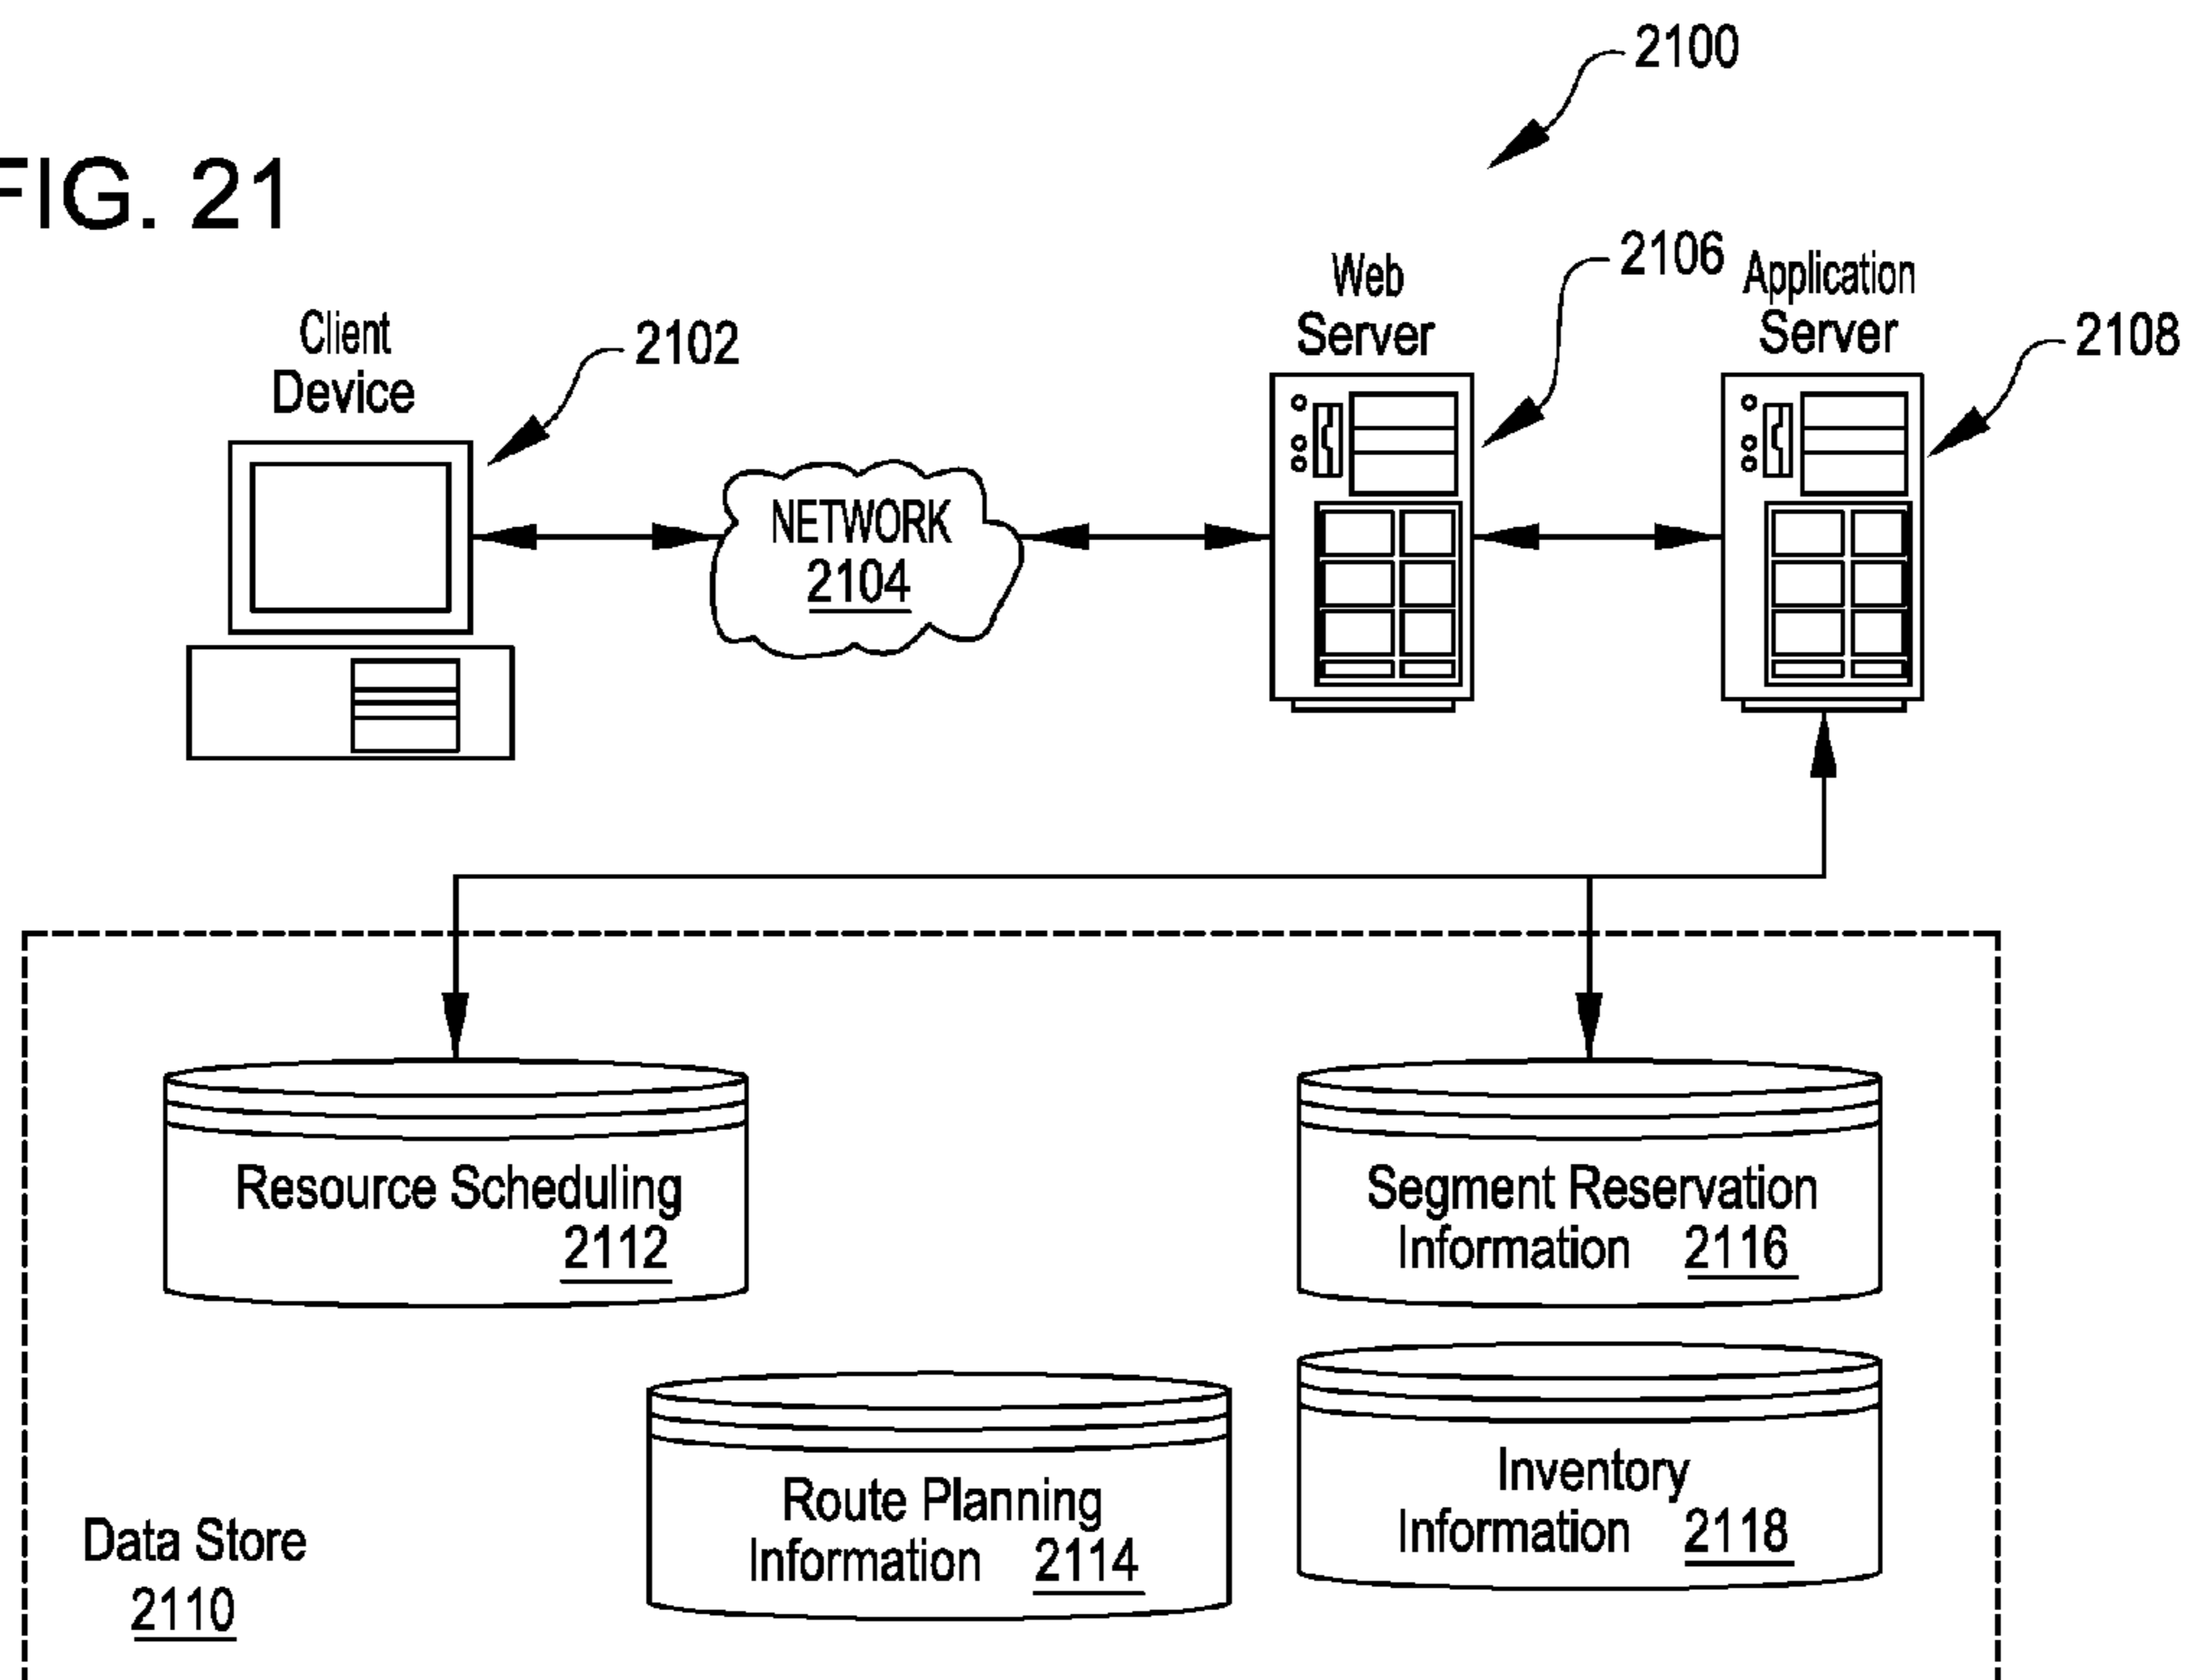 2100
FIG. 21
Client
Device
2102
NETWORK
2104
Web
Server
2106
Application
Server
2108
Resource Scheduling
2112
Segment Reservation
Information 2116
Route Planning
Information 2114
Inventory
Information 2118
Data Store
2110